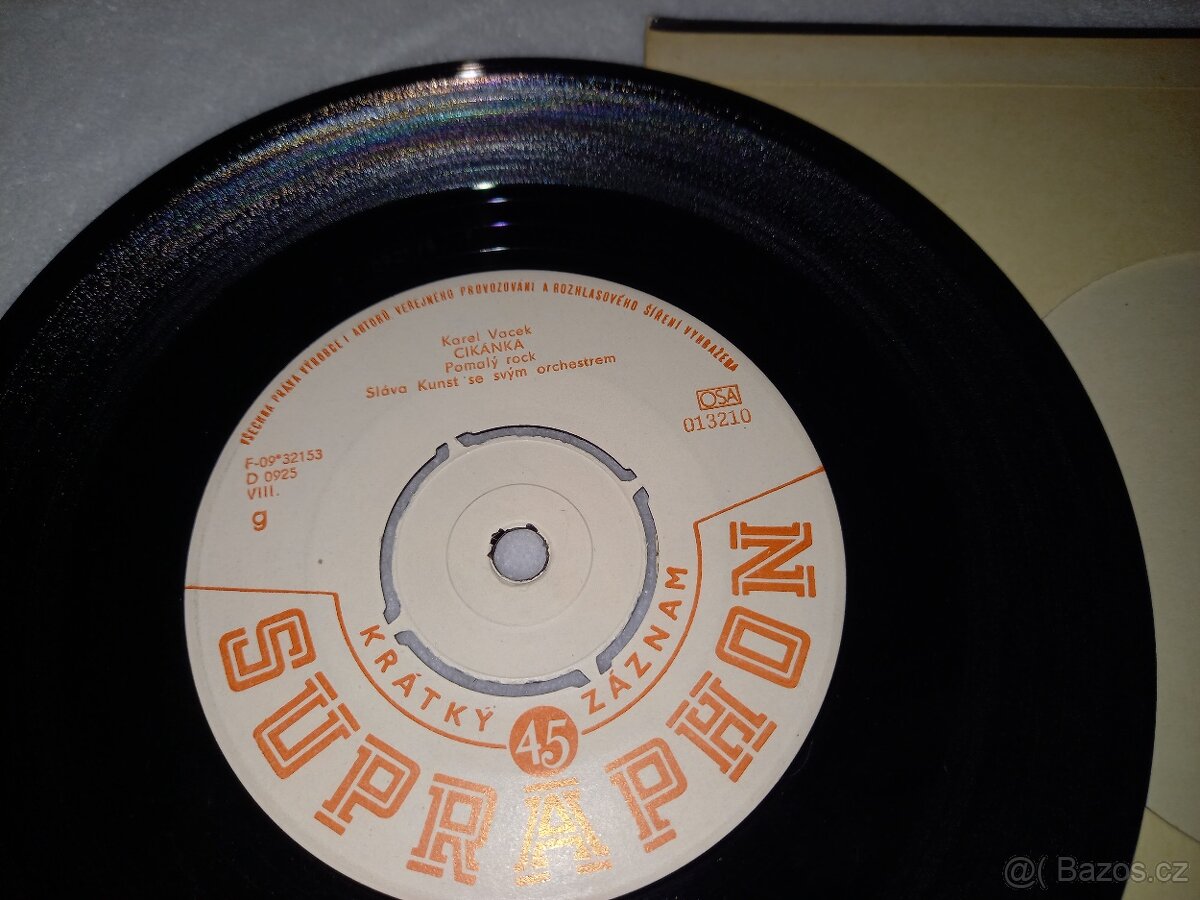 VŠECHNA PRÁVA VÝROBCE I AUTORŮ VEŘEJNÉHO PROVOZOVÁNÍ A ROZHLASOVÉHO ŠÍŘENÍ VYHRAŽENA
Karel Vacek
CIKÁNKA
Pomalý rock
Sláva Kunst se svým orchestrem
OSA
013210
F-09*32153
D 0925
VIII.
g
KRÁTKÝ 45 ZÁZNAM
SUPRAPHON
@( Bazos.cz